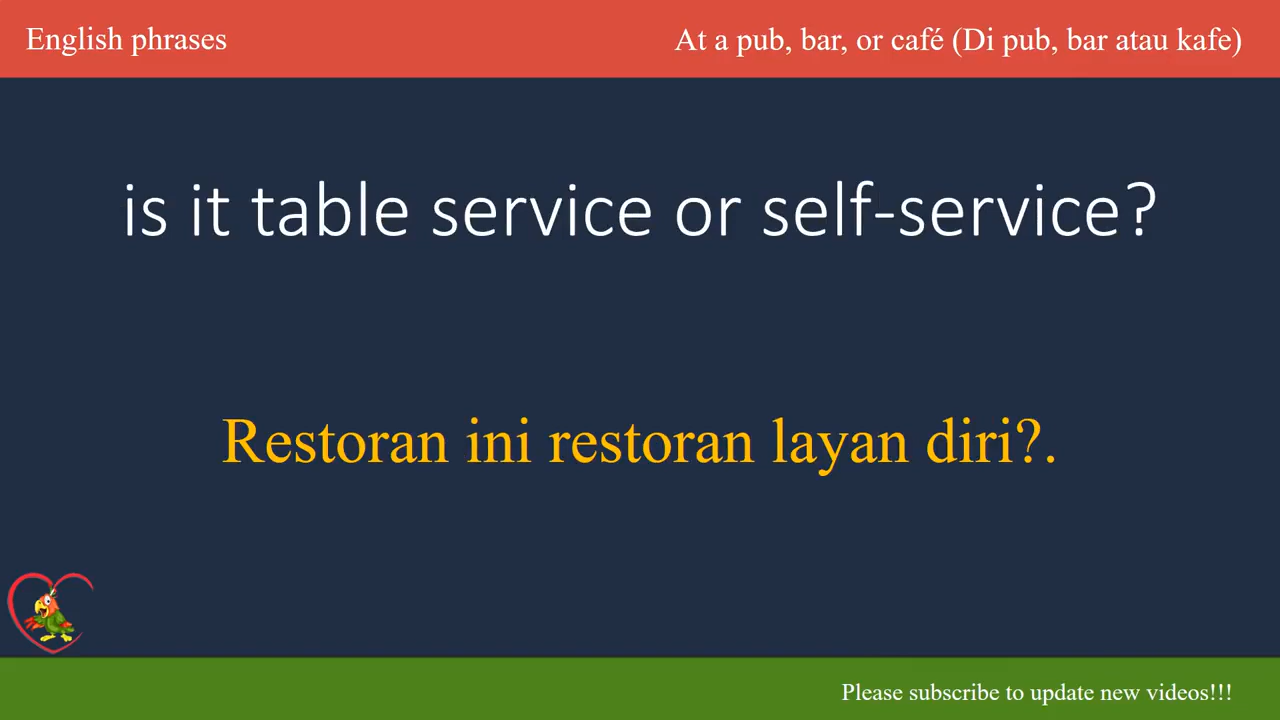 English phrases
At a pub, bar, or café (Di pub, bar atau kafe)
is it table service or self-service?
Restoran ini restoran layan diri?.
Please subscribe to update new videos!!!